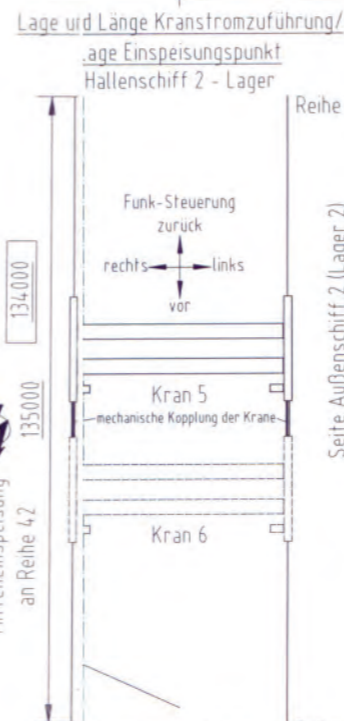 Lage und Länge Kranstromzuführung/
Lage Einspeisungspunkt
Hallenschiff 2 - Lager
Reihe
Funk-Steuerung
zurück
rechts
links
vor
134000
135000
Kran 5
mechanische Kopplung der Krane
Kran 6
an Reihe 42
Seite Außenschiff 2 (Lager 2)